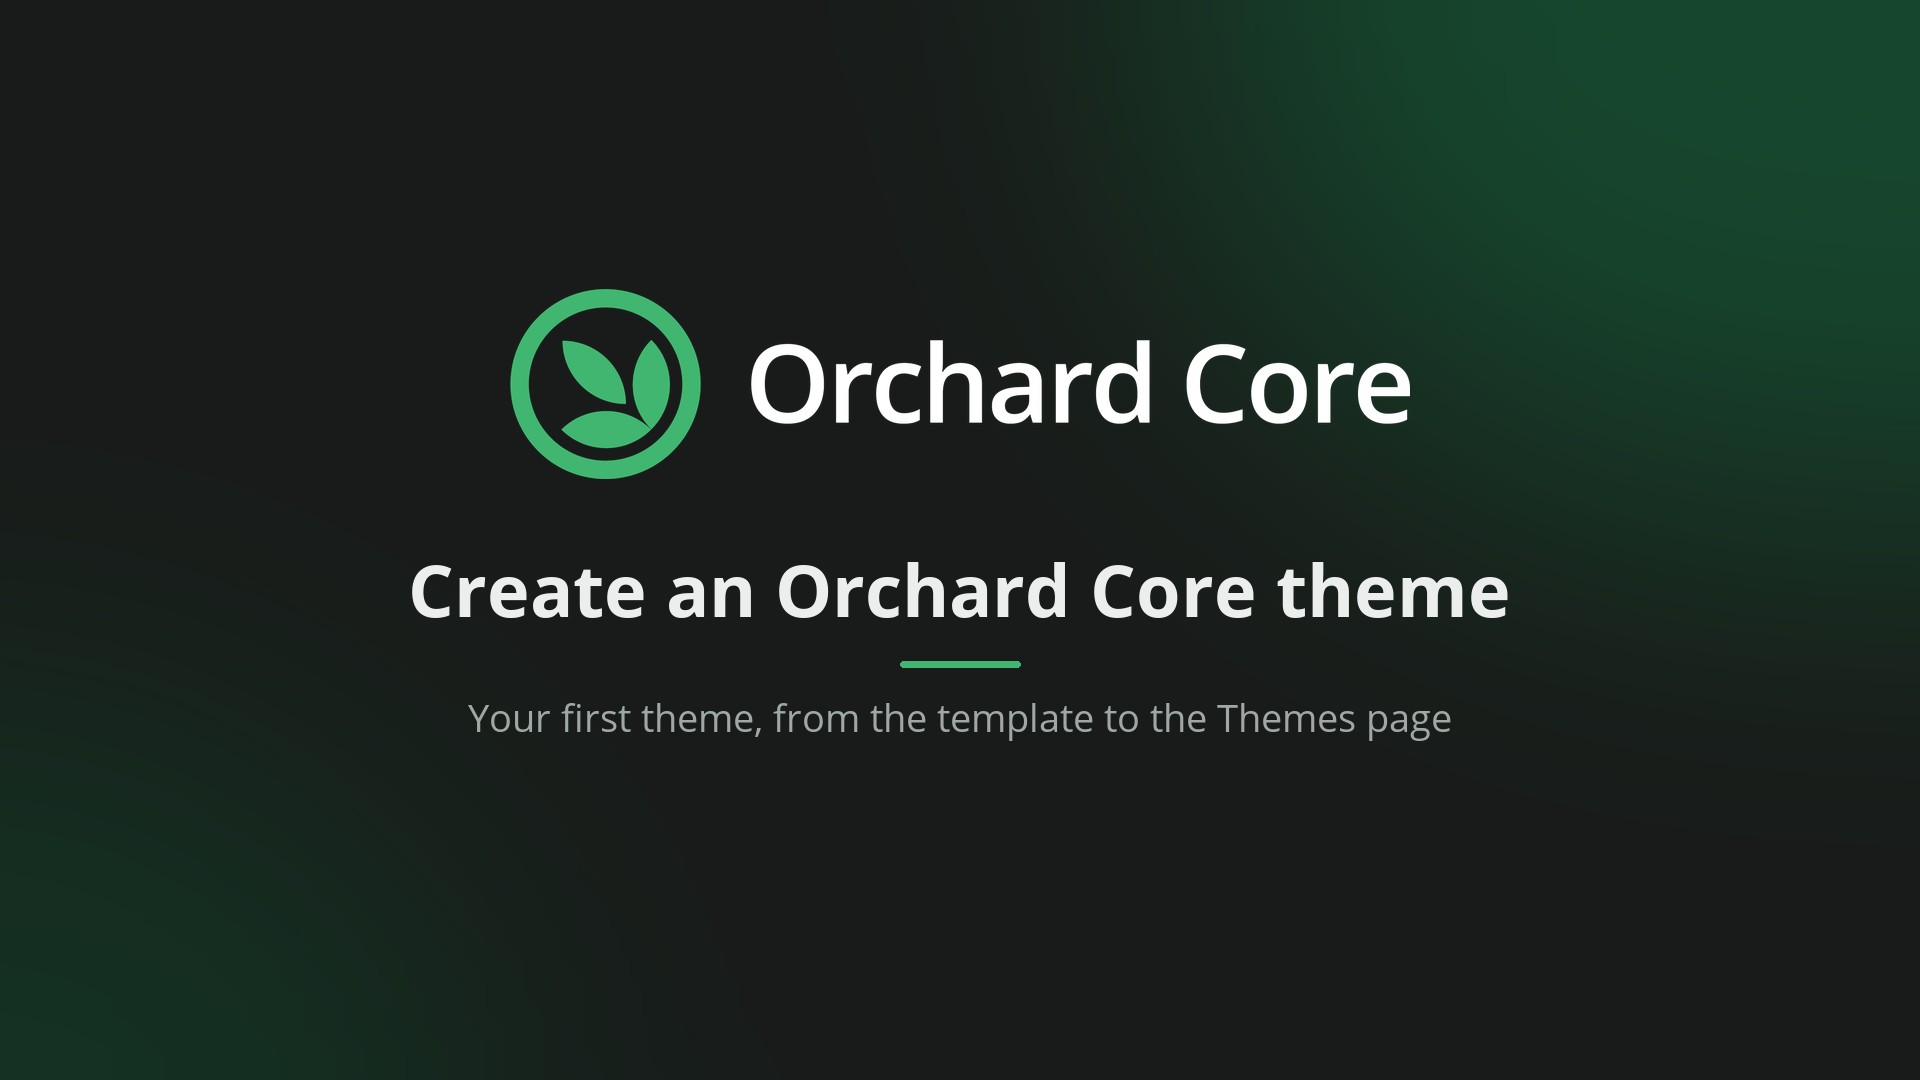 Orchard Core
Create an Orchard Core theme
Your first theme, from the template to the Themes page